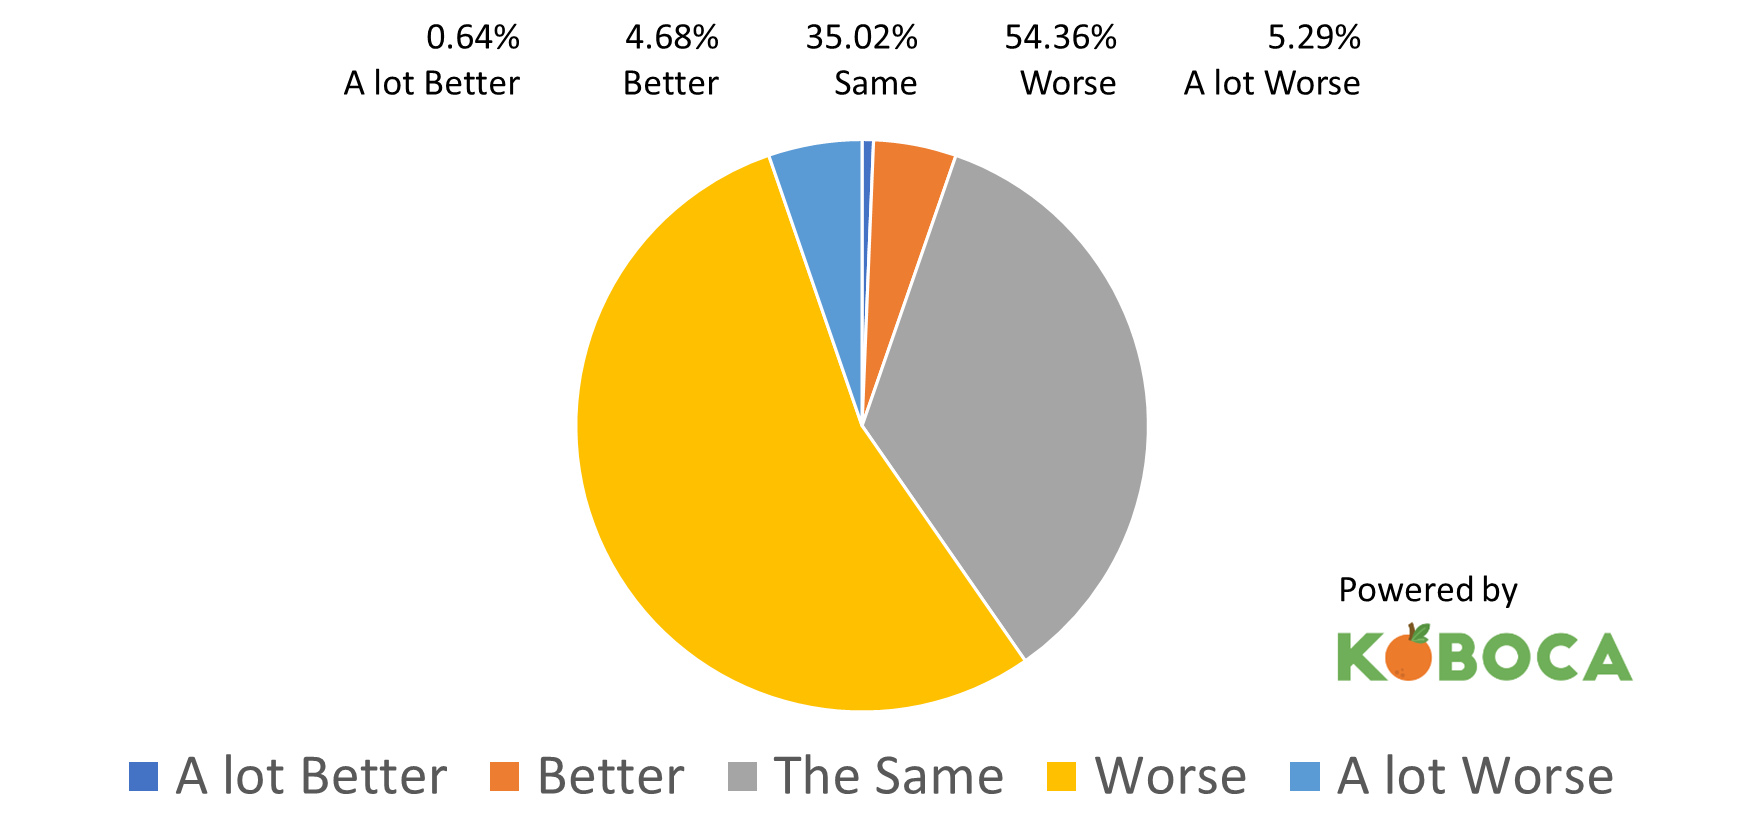 0.64% 4.68% 35.02% 54.36% 5.29%
A lot Better Better Same Worse A lot Worse
Powered by
KOBOCA
A lot Better Better The Same Worse A lot Worse